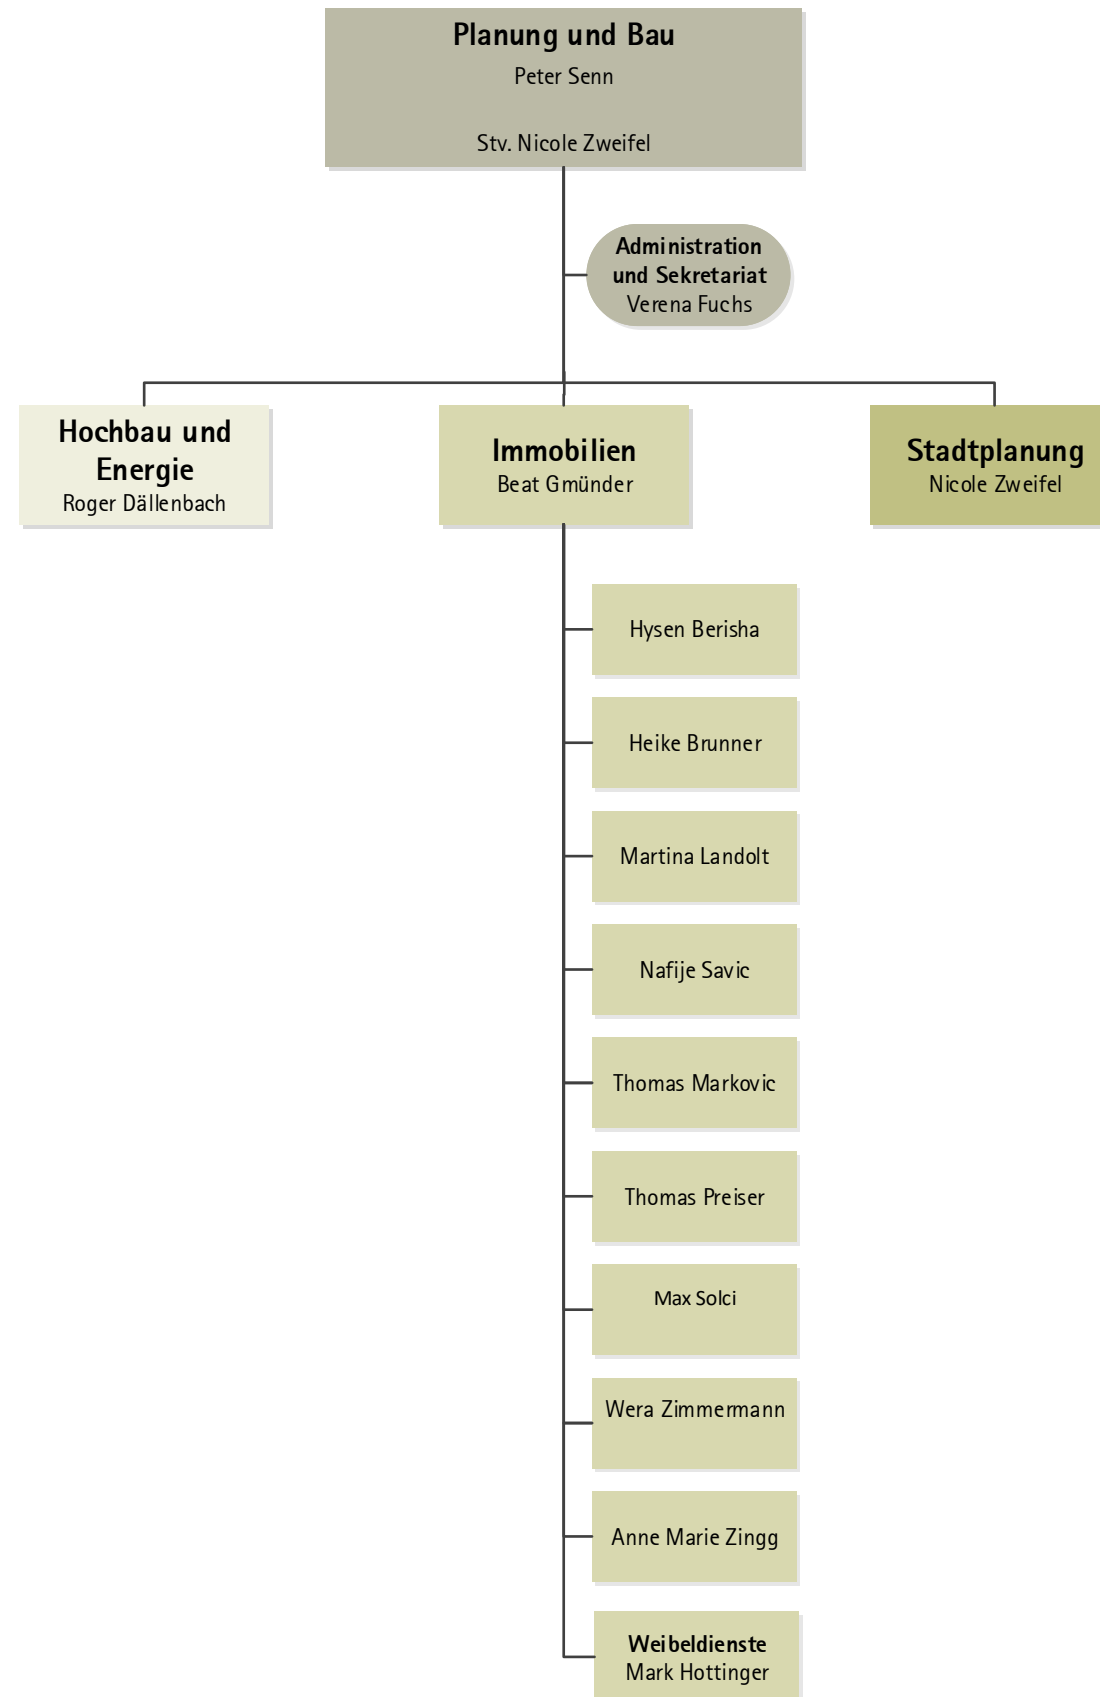 Planung und Bau
Peter Senn
Stv. Nicole Zweifel
Administration
und Sekretariat
Verena Fuchs
Hochbau und
Energie
Roger Dällenbach
Immobilien
Beat Gmünder
Stadtplanung
Nicole Zweifel
Hysen Berisha
Heike Brunner
Martina Landolt
Nafije Savic
Thomas Markovic
Thomas Preiser
Max Solci
Wera Zimmermann
Anne Marie Zingg
Weibeldienste
Mark Hottinger